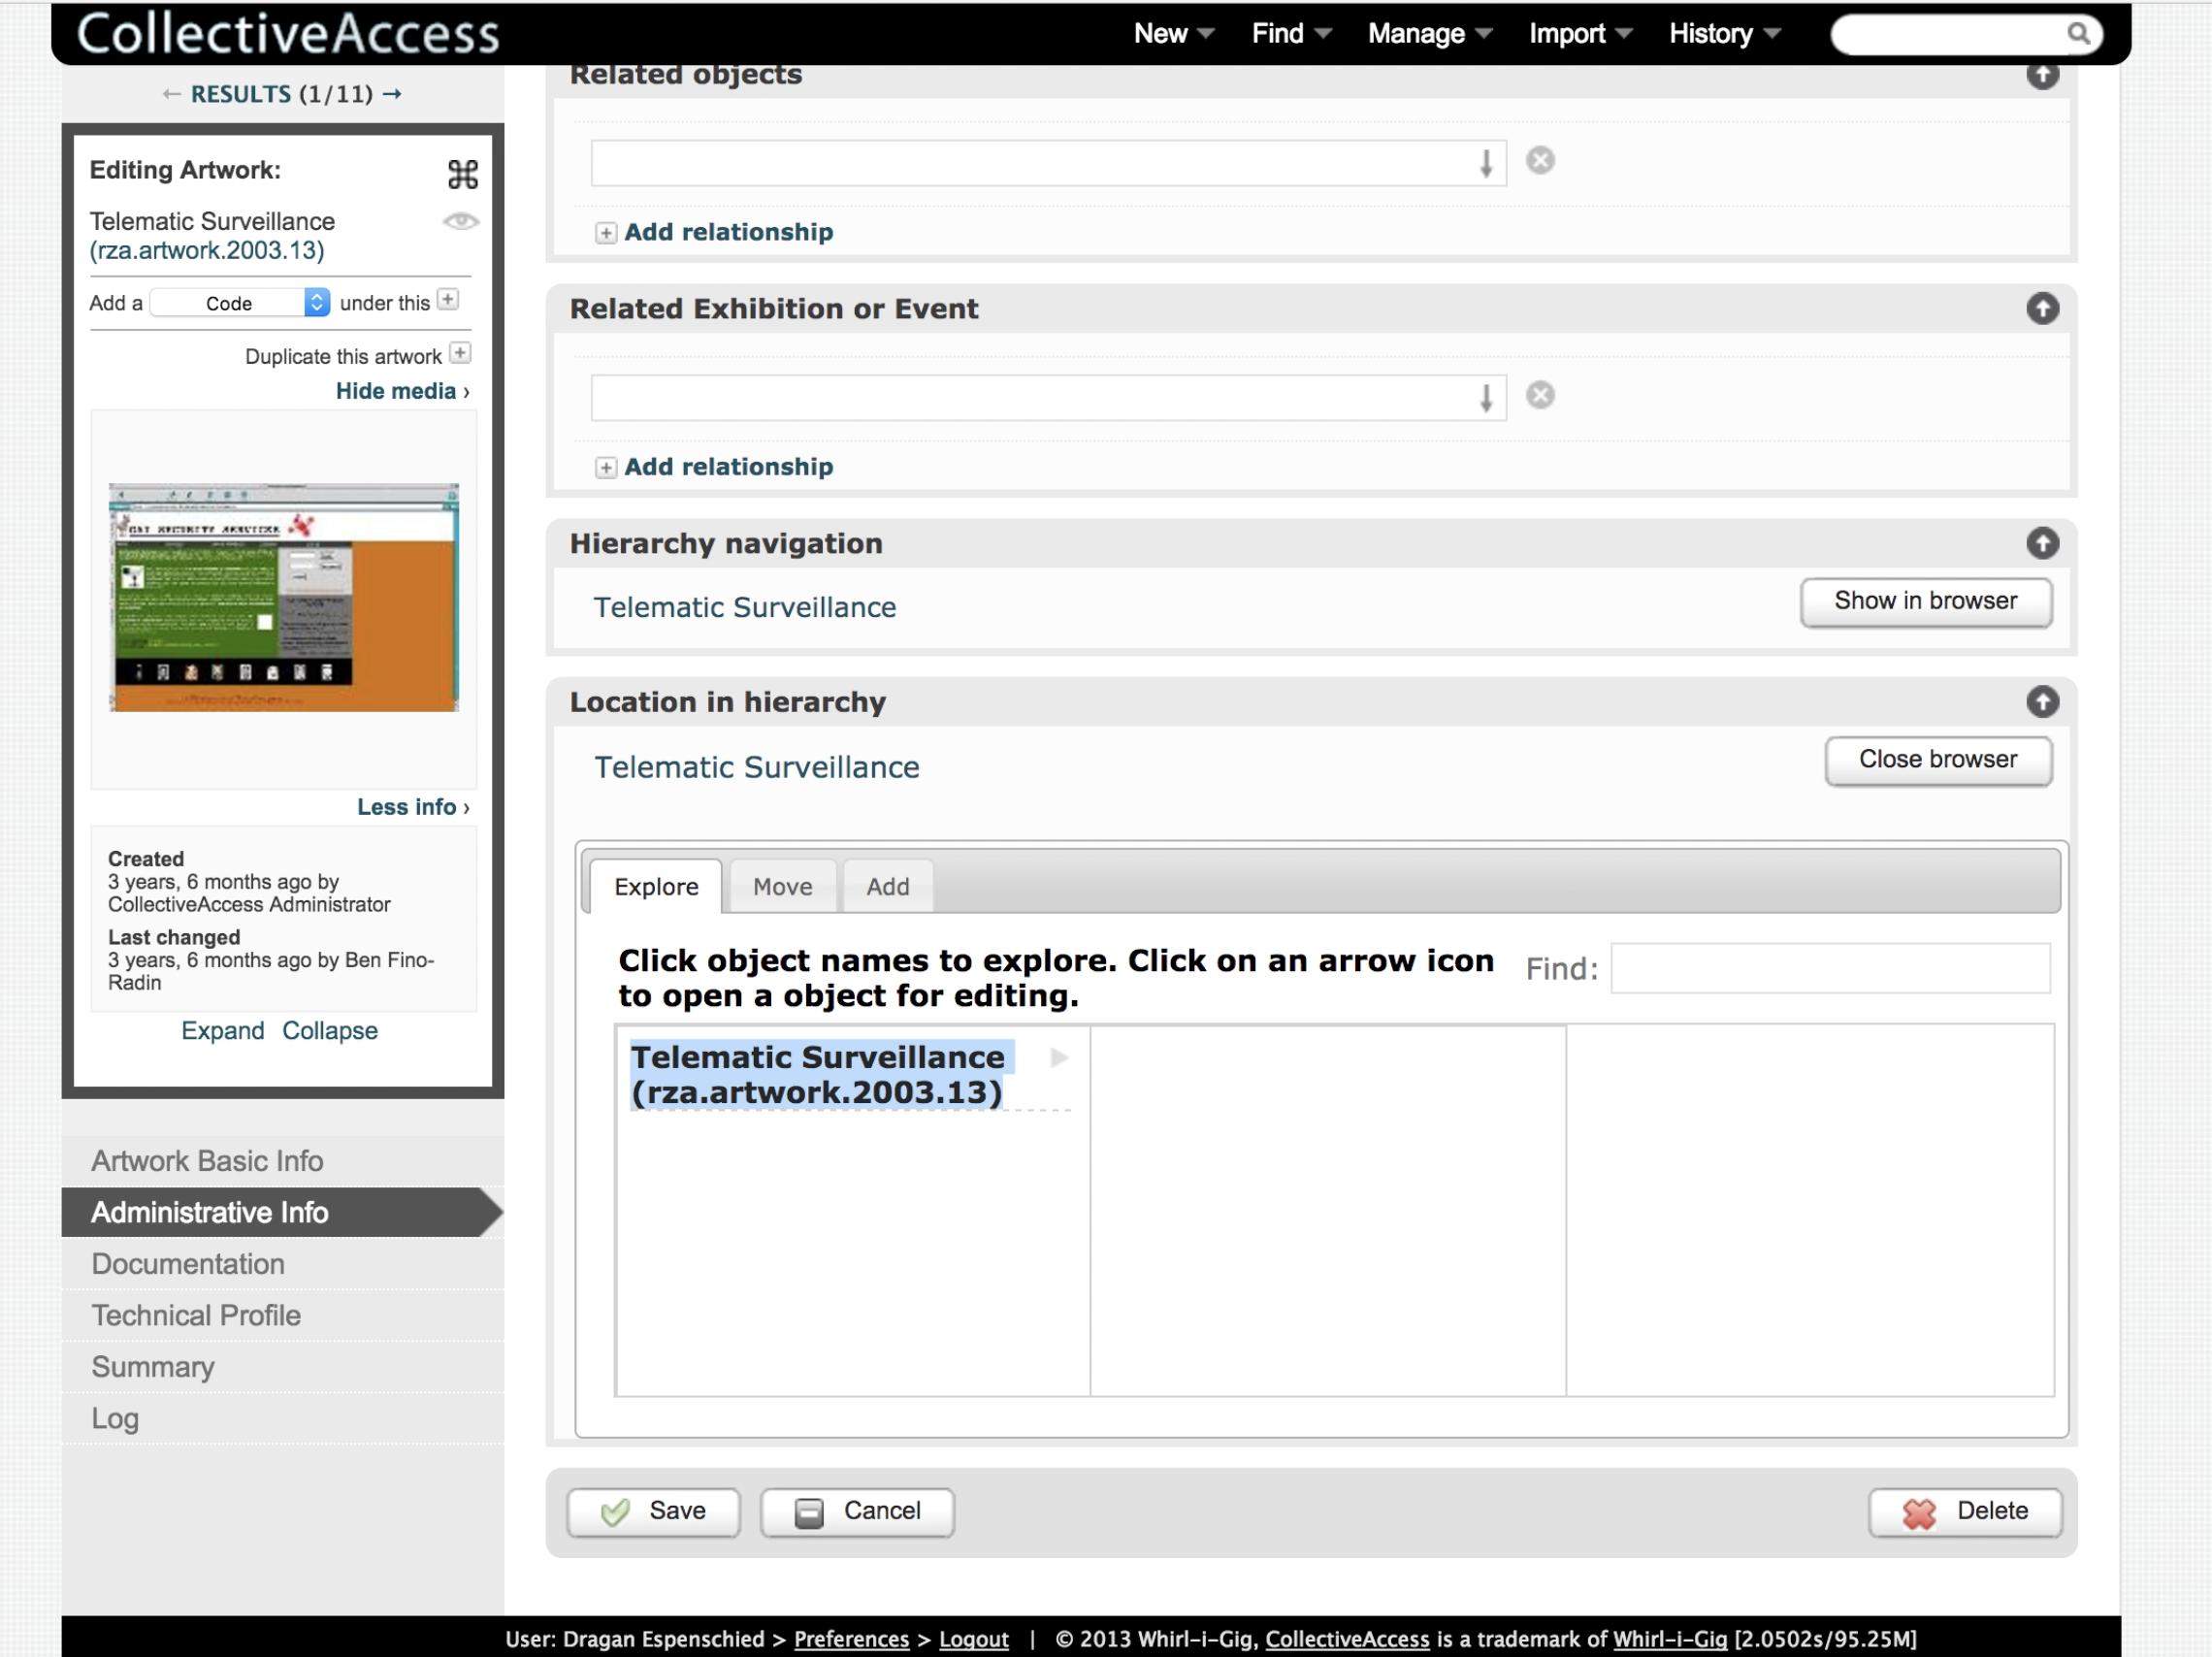 CollectiveAccess
New Find Manage Import History
← RESULTS (1/11) →
Editing Artwork:
Telematic Surveillance
(rza.artwork.2003.13)
Add a Code under this
Duplicate this artwork
Hide media ›
Less info ›
Created
3 years, 6 months ago by
CollectiveAccess Administrator
Last changed
3 years, 6 months ago by Ben Fino-
Radin
Expand Collapse
Artwork Basic Info
Administrative Info
Documentation
Technical Profile
Summary
Log
Related objects
Add relationship
Related Exhibition or Event
Add relationship
Hierarchy navigation
Telematic Surveillance
Show in browser
Location in hierarchy
Telematic Surveillance
Close browser
Explore Move Add
Click object names to explore. Click on an arrow icon
to open a object for editing.
Find:
Telematic Surveillance
(rza.artwork.2003.13)
Save Cancel Delete
User: Dragan Espenschied > Preferences > Logout | © 2013 Whirl-i-Gig, CollectiveAccess is a trademark of Whirl-i-Gig [2.0502s/95.25M]